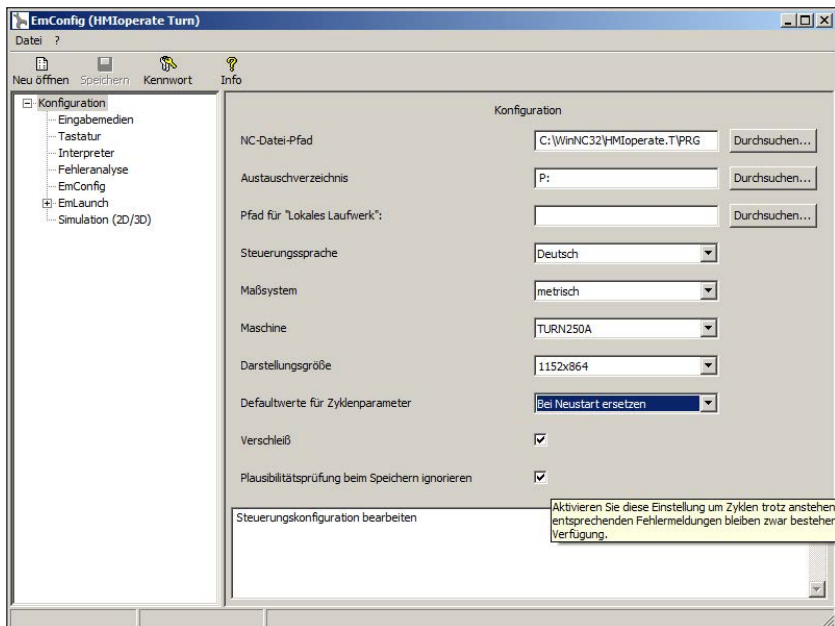 EmConfig (HMIoperate Turn)
Datei ?
Neu öffnen Speichern Kennwort Info
Konfiguration
Eingabemedien
Tastatur
Interpreter
Fehleranalyse
EmConfig
EmLaunch
Simulation (2D/3D)
Konfiguration
NC-Datei-Pfad C:\WinNC32\HMIoperate.T\PRG Durchsuchen...
Austauschverzeichnis P: Durchsuchen...
Pfad für "Lokales Laufwerk": Durchsuchen...
Steuerungssprache Deutsch
Maßsystem metrisch
Maschine TURN250A
Darstellungsgröße 1152x864
Defaultwerte für Zyklenparameter Bei Neustart ersetzen
Verschleiß
Plausibilitätsprüfung beim Speichern ignorieren
Steuerungskonfiguration bearbeiten
Aktivieren Sie diese Einstellung um Zyklen trotz anstehen
entsprechenden Fehlermeldungen bleiben zwar bestehen
Verfügung.